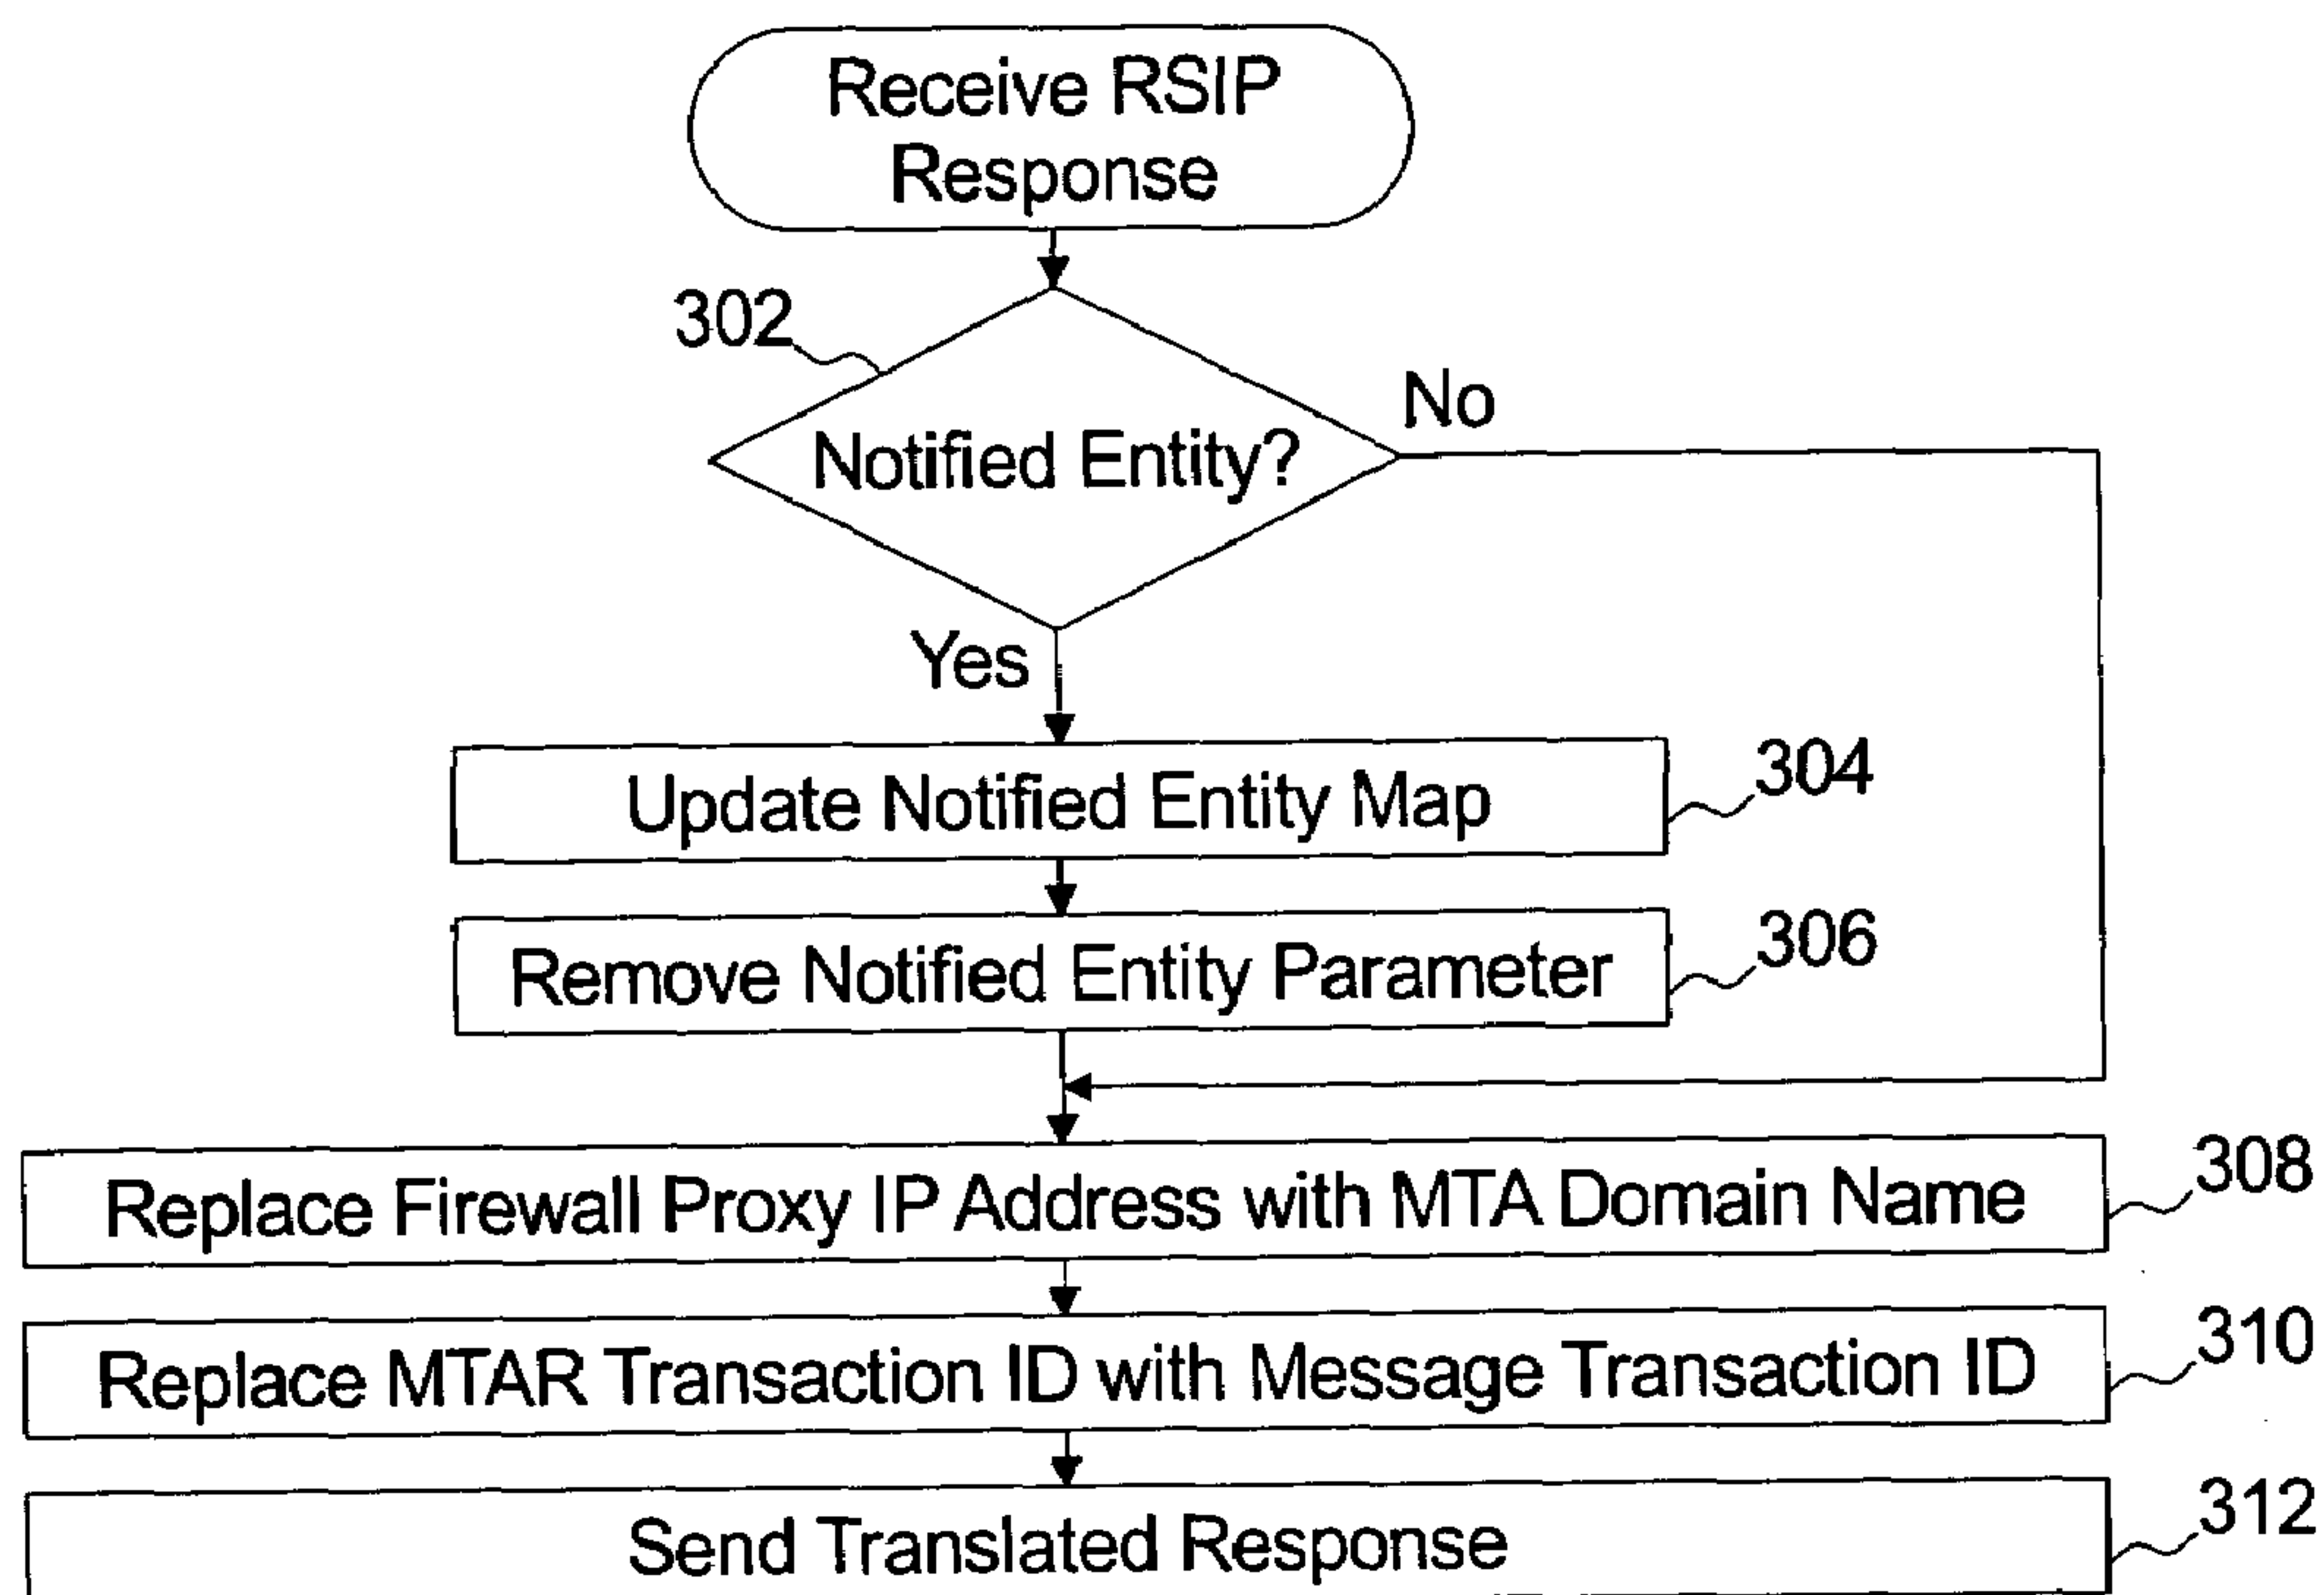 Receive RSIP
Response
302
No
Notified Entity?
Yes
304
Update Notified Entity Map
306
Remove Notified Entity Parameter
308
Replace Firewall Proxy IP Address with MTA Domain Name
310
Replace MTAR Transaction ID with Message Transaction ID
312
Send Translated Response